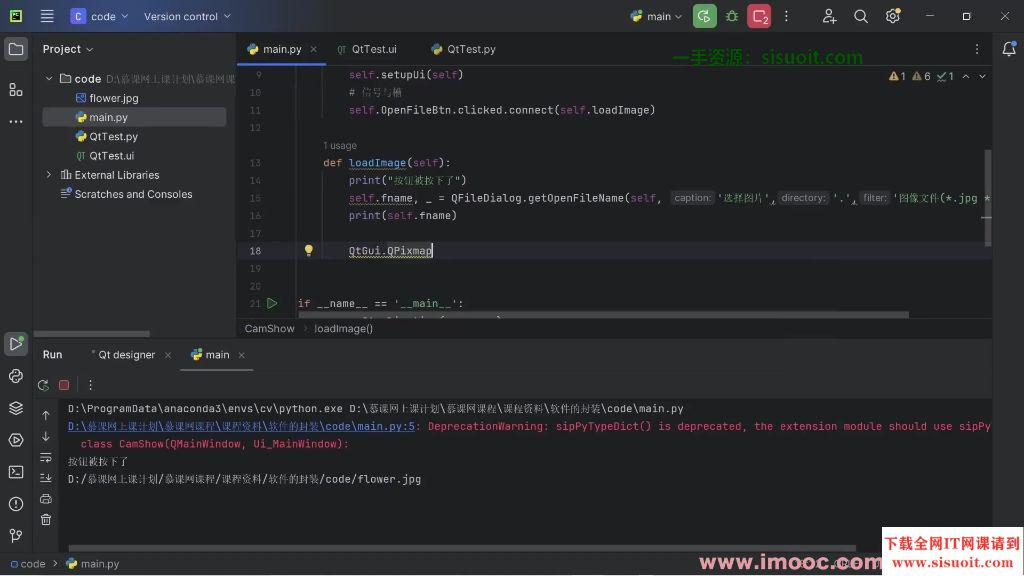 code
Version control
main
2
Project
code D:\慕课网上课计划\慕课网课
flower.jpg
main.py
QtTest.py
QtTest.ui
External Libraries
Scratches and Consoles
main.py
QtTest.ui
QtTest.py
一手资源：sisuoit.com
1 6 1
9 self.setupUi(self)
10 # 信号与槽
11 self.OpenFileBtn.clicked.connect(self.loadImage)
12
1 usage
13 def loadImage(self):
14 print("按钮被按下了")
15 self.fname, _ = QFileDialog.getOpenFileName(self, caption: '选择图片', directory: '.', filter: '图像文件(*.jpg *
16 print(self.fname)
17
18 QtGui.QPixmap
19
20
21 if __name__ == '__main__':
CamShow > loadImage()
Run
Qt designer
main
D:\ProgramData\anaconda3\envs\cv\python.exe D:\慕课网上课计划\慕课网课程\课程资料\软件的封装\code\main.py
D:\慕课网上课计划\慕课网课程\课程资料\软件的封装\code\main.py:5: DeprecationWarning: sipPyTypeDict() is deprecated, the extension module should use sipPy
class CamShow(QMainWindow, Ui_MainWindow):
按钮被按下了
D:/慕课网上课计划/慕课网课程/课程资料/软件的封装/code/flower.jpg
code > main.py
www.imooc.com
下载全网IT网课请到
www.sisuoit.com